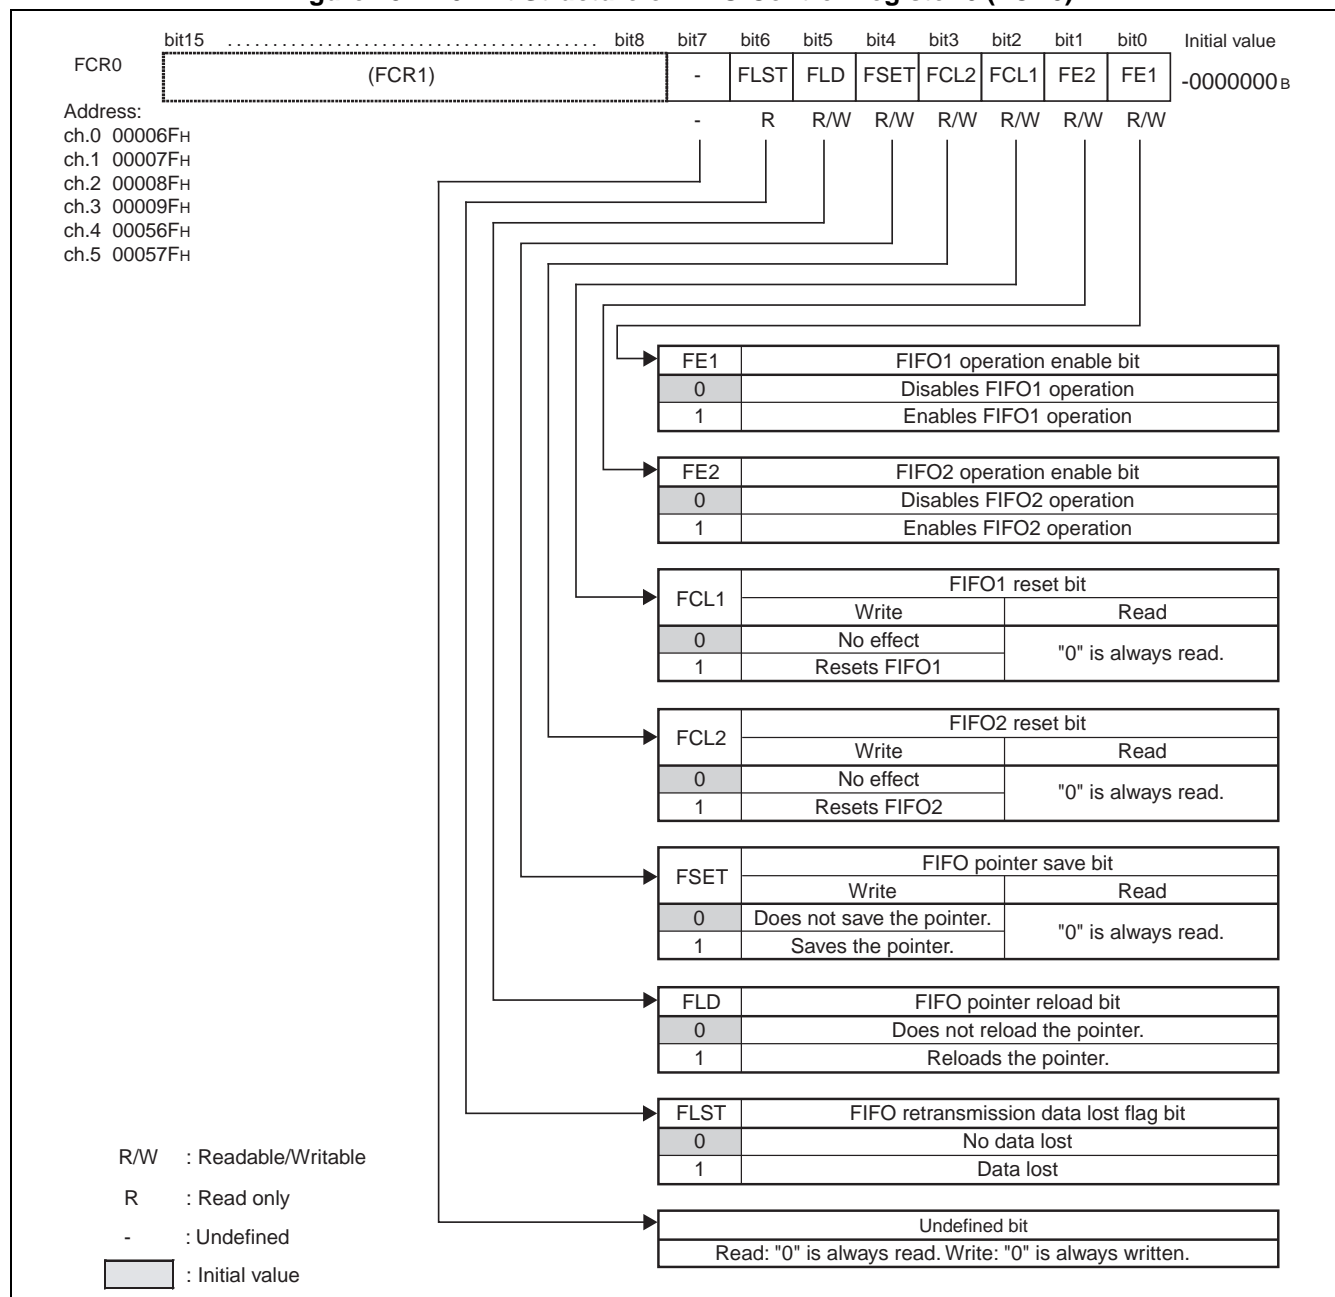 bit15 ........................................ bit8 bit7 bit6 bit5 bit4 bit3 bit2 bit1 bit0 Initial value
FCR0 (FCR1) - FLST FLD FSET FCL2 FCL1 FE2 FE1 -0000000B
- R R/W R/W R/W R/W R/W R/W
Address:
ch.0 00006FH
ch.1 00007FH
ch.2 00008FH
ch.3 00009FH
ch.4 00056FH
ch.5 00057FH
FE1 FIFO1 operation enable bit
0 Disables FIFO1 operation
1 Enables FIFO1 operation
FE2 FIFO2 operation enable bit
0 Disables FIFO2 operation
1 Enables FIFO2 operation
FCL1 FIFO1 reset bit
Write Read
0 No effect "0" is always read.
1 Resets FIFO1
FCL2 FIFO2 reset bit
Write Read
0 No effect "0" is always read.
1 Resets FIFO2
FSET FIFO pointer save bit
Write Read
0 Does not save the pointer. "0" is always read.
1 Saves the pointer.
FLD FIFO pointer reload bit
0 Does not reload the pointer.
1 Reloads the pointer.
FLST FIFO retransmission data lost flag bit
0 No data lost
1 Data lost
Undefined bit
Read: "0" is always read. Write: "0" is always written.
R/W : Readable/Writable
R : Read only
- : Undefined
: Initial value